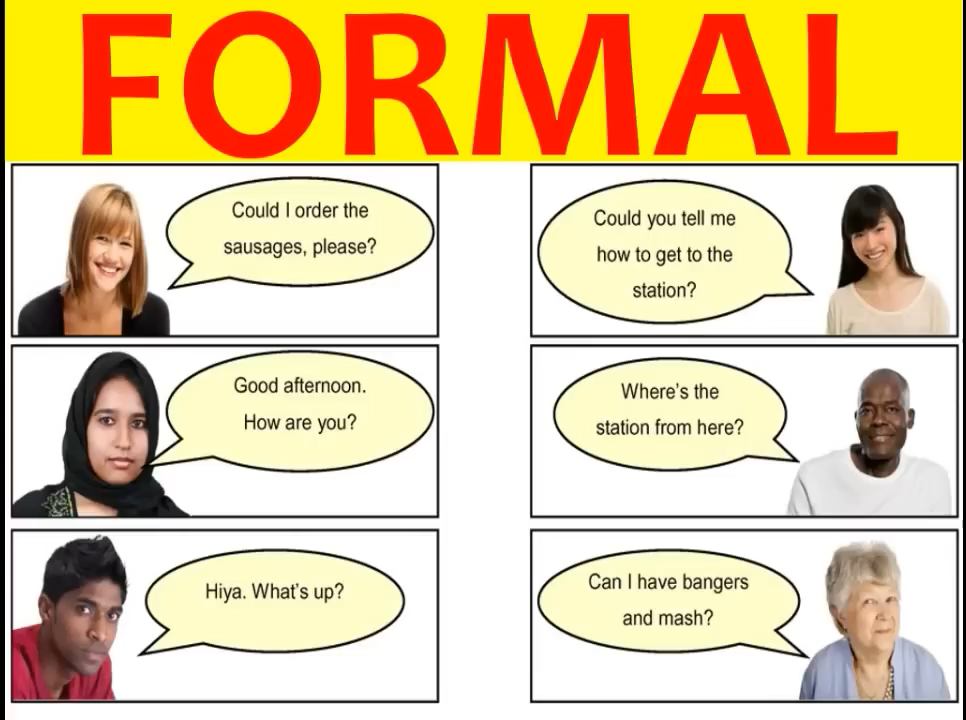 FORMAL
Could I order the
sausages, please?
Could you tell me
how to get to the
station?
Good afternoon.
How are you?
Where's the
station from here?
Hiya. What's up?
Can I have bangers
and mash?